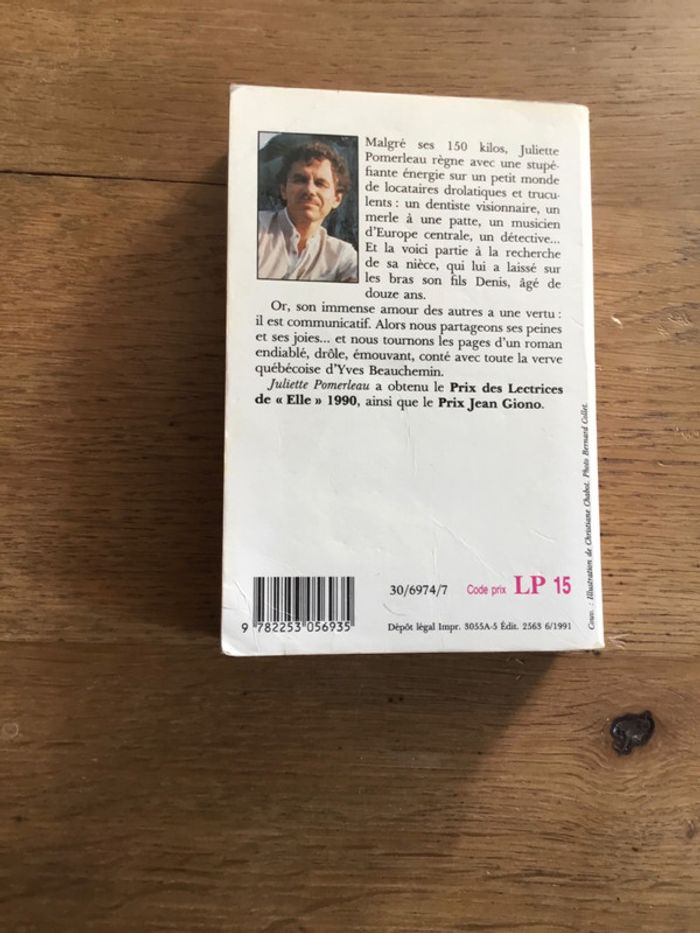 Malgré ses 150 kilos, Juliette
Pomerleau règne avec une stupé-
fiante énergie sur un petit monde
de locataires drolatiques et trucu-
lents : un dentiste visionnaire, un
merle à une patte, un musicien
d'Europe centrale, un détective...
Et la voici partie à la recherche
de sa nièce, qui lui a laissé sur
les bras son fils Denis, âgé de
douze ans.
Or, son immense amour des autres a une vertu :
il est communicatif. Alors nous partageons ses peines
et ses joies... et nous tournons les pages d'un roman
endiablé, drôle, émouvant, conté avec toute la verve
québécoise d'Yves Beauchemin.
Juliette Pomerleau a obtenu le Prix des Lectrices
de « Elle » 1990, ainsi que le Prix Jean Giono.
Couv. : Illustration de Christiane Chabot. Photo Bernard Collet.
30/6974/7 Code prix LP 15
9 782253 056935
Dépôt légal Impr. 3055A-5 Édit. 2563 6/1991